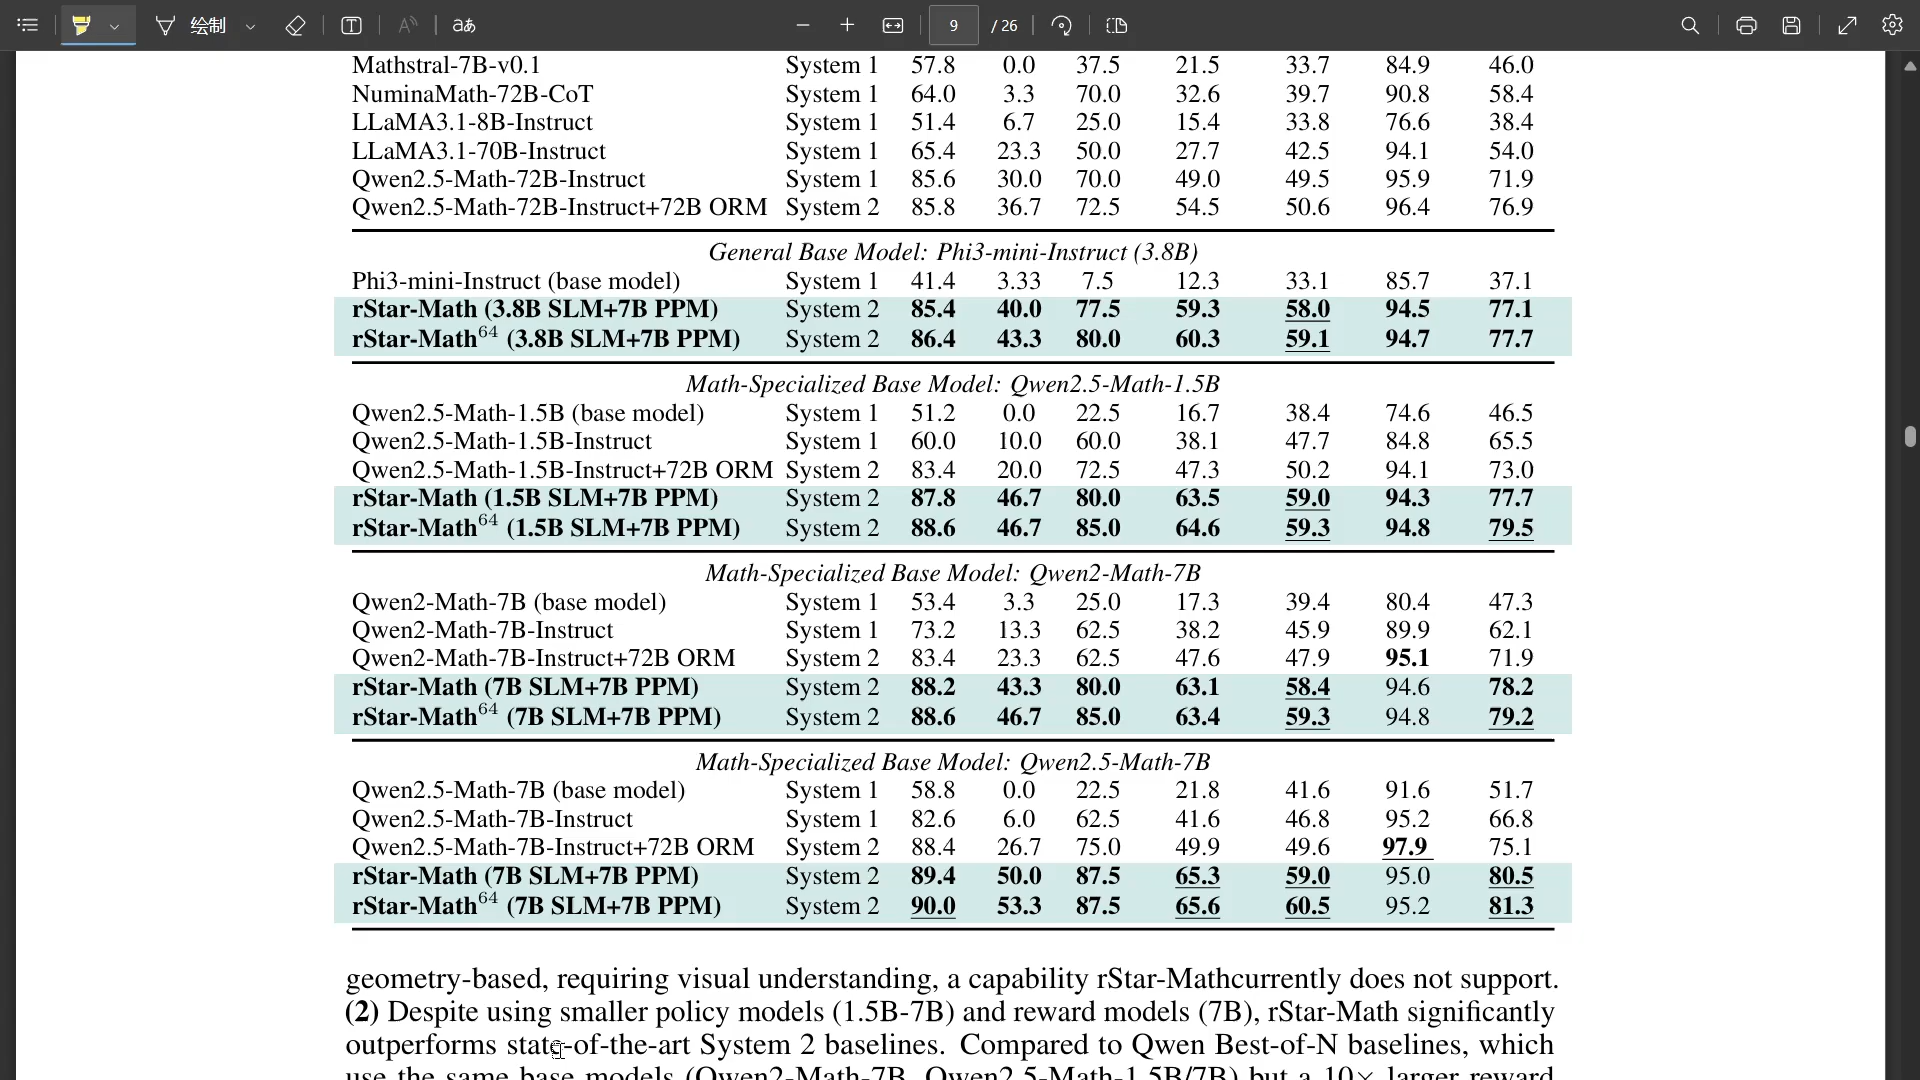 绘制 aあ 9 / 26
Mathstral-7B-v0.1 System 1 57.8 0.0 37.5 21.5 33.7 84.9 46.0
NuminaMath-72B-CoT System 1 64.0 3.3 70.0 32.6 39.7 90.8 58.4
LLaMA3.1-8B-Instruct System 1 51.4 6.7 25.0 15.4 33.8 76.6 38.4
LLaMA3.1-70B-Instruct System 1 65.4 23.3 50.0 27.7 42.5 94.1 54.0
Qwen2.5-Math-72B-Instruct System 1 85.6 30.0 70.0 49.0 49.5 95.9 71.9
Qwen2.5-Math-72B-Instruct+72B ORM System 2 85.8 36.7 72.5 54.5 50.6 96.4 76.9
General Base Model: Phi3-mini-Instruct (3.8B)
Phi3-mini-Instruct (base model) System 1 41.4 3.33 7.5 12.3 33.1 85.7 37.1
rStar-Math (3.8B SLM+7B PPM) System 2 85.4 40.0 77.5 59.3 58.0 94.5 77.1
rStar-Math64 (3.8B SLM+7B PPM) System 2 86.4 43.3 80.0 60.3 59.1 94.7 77.7
Math-Specialized Base Model: Qwen2.5-Math-1.5B
Qwen2.5-Math-1.5B (base model) System 1 51.2 0.0 22.5 16.7 38.4 74.6 46.5
Qwen2.5-Math-1.5B-Instruct System 1 60.0 10.0 60.0 38.1 47.7 84.8 65.5
Qwen2.5-Math-1.5B-Instruct+72B ORM System 2 83.4 20.0 72.5 47.3 50.2 94.1 73.0
rStar-Math (1.5B SLM+7B PPM) System 2 87.8 46.7 80.0 63.5 59.0 94.3 77.7
rStar-Math64 (1.5B SLM+7B PPM) System 2 88.6 46.7 85.0 64.6 59.3 94.8 79.5
Math-Specialized Base Model: Qwen2-Math-7B
Qwen2-Math-7B (base model) System 1 53.4 3.3 25.0 17.3 39.4 80.4 47.3
Qwen2-Math-7B-Instruct System 1 73.2 13.3 62.5 38.2 45.9 89.9 62.1
Qwen2-Math-7B-Instruct+72B ORM System 2 83.4 23.3 62.5 47.6 47.9 95.1 71.9
rStar-Math (7B SLM+7B PPM) System 2 88.2 43.3 80.0 63.1 58.4 94.6 78.2
rStar-Math64 (7B SLM+7B PPM) System 2 88.6 46.7 85.0 63.4 59.3 94.8 79.2
Math-Specialized Base Model: Qwen2.5-Math-7B
Qwen2.5-Math-7B (base model) System 1 58.8 0.0 22.5 21.8 41.6 91.6 51.7
Qwen2.5-Math-7B-Instruct System 1 82.6 6.0 62.5 41.6 46.8 95.2 66.8
Qwen2.5-Math-7B-Instruct+72B ORM System 2 88.4 26.7 75.0 49.9 49.6 97.9 75.1
rStar-Math (7B SLM+7B PPM) System 2 89.4 50.0 87.5 65.3 59.0 95.0 80.5
rStar-Math64 (7B SLM+7B PPM) System 2 90.0 53.3 87.5 65.6 60.5 95.2 81.3
geometry-based, requiring visual understanding, a capability rStar-Mathcurrently does not support.
(2) Despite using smaller policy models (1.5B-7B) and reward models (7B), rStar-Math significantly
outperforms state-of-the-art System 2 baselines. Compared to Qwen Best-of-N baselines, which
use the same base models (Qwen2-Math-7B, Qwen2.5-Math-1.5B/7B) but a 10× larger reward